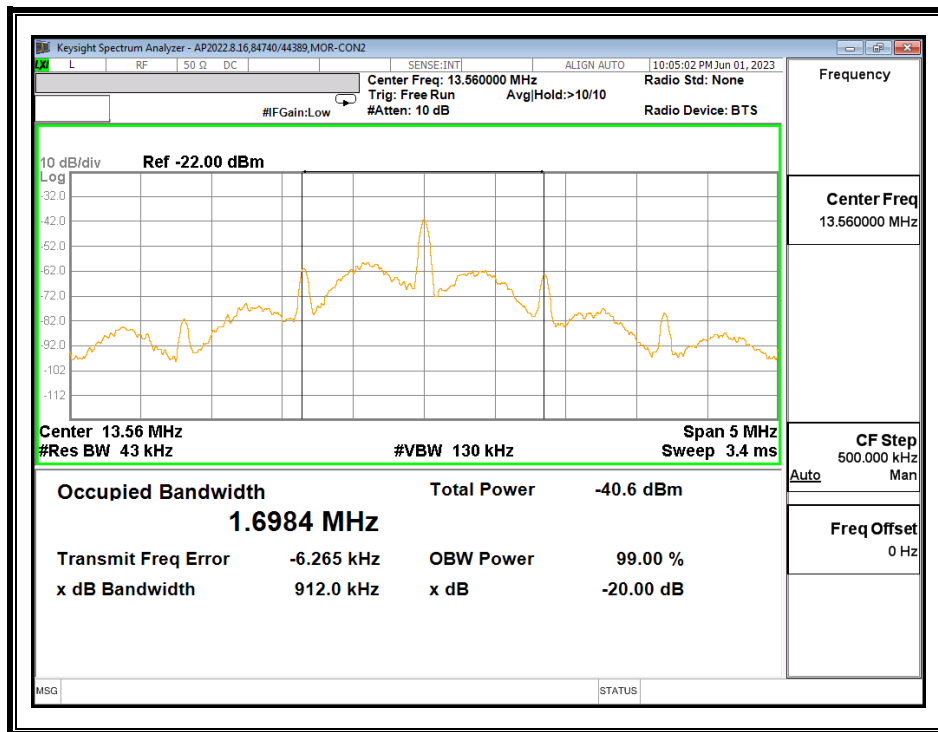 Keysight Spectrum Analyzer - AP2022.8.16,84740/44389,MOR-CON2
LXI L RF 50 Ω DC SENSE:INT ALIGN AUTO 10:05:02 PM Jun 01, 2023
Center Freq: 13.560000 MHz Radio Std: None
Trig: Free Run Avg|Hold:>10/10
#IFGain:Low #Atten: 10 dB Radio Device: BTS
10 dB/div Ref -22.00 dBm
Log
-32.0
-42.0
-52.0
-62.0
-72.0
-82.0
-92.0
-102
-112
Center 13.56 MHz Span 5 MHz
#Res BW 43 kHz #VBW 130 kHz Sweep 3.4 ms
Occupied Bandwidth Total Power -40.6 dBm
1.6984 MHz
Transmit Freq Error -6.265 kHz OBW Power 99.00 %
x dB Bandwidth 912.0 kHz x dB -20.00 dB
MSG STATUS
Frequency
Center Freq
13.560000 MHz
CF Step
500.000 kHz
Auto Man
Freq Offset
0 Hz